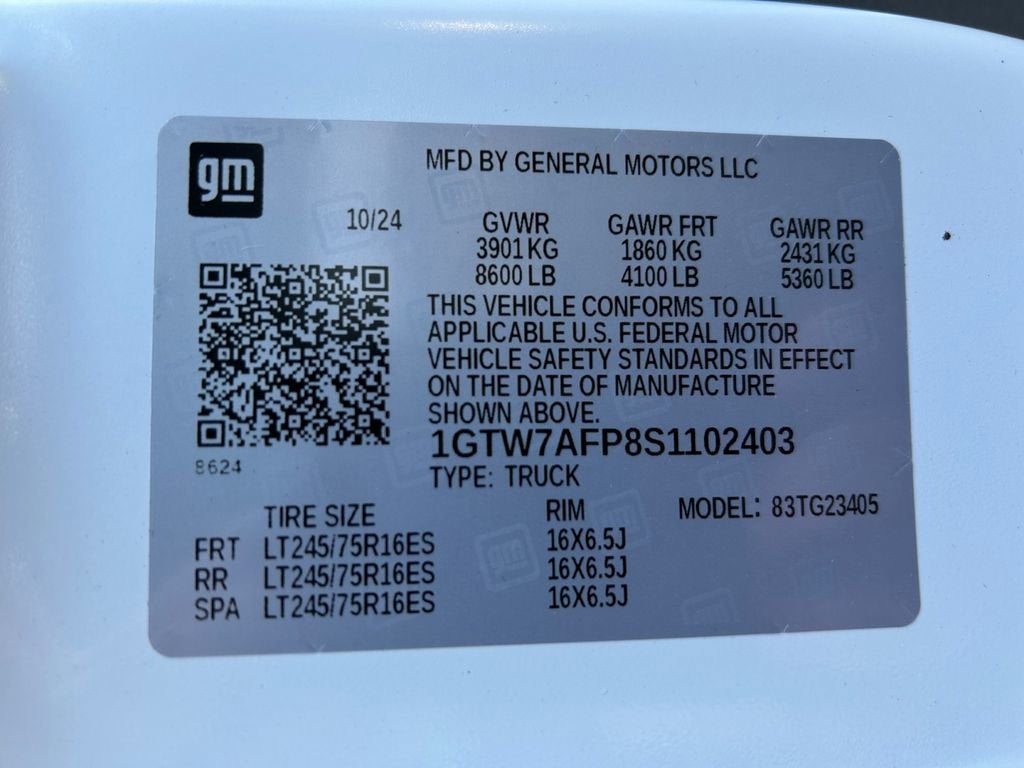 gm
MFD BY GENERAL MOTORS LLC
10/24
GVWR GAWR FRT GAWR RR
3901 KG 1860 KG 2431 KG
8600 LB 4100 LB 5360 LB
THIS VEHICLE CONFORMS TO ALL
APPLICABLE U.S. FEDERAL MOTOR
VEHICLE SAFETY STANDARDS IN EFFECT
ON THE DATE OF MANUFACTURE
SHOWN ABOVE.
1GTW7AFP8S1102403
8624
TYPE: TRUCK
TIRE SIZE RIM MODEL: 83TG23405
FRT LT245/75R16ES 16X6.5J
RR LT245/75R16ES 16X6.5J
SPA LT245/75R16ES 16X6.5J